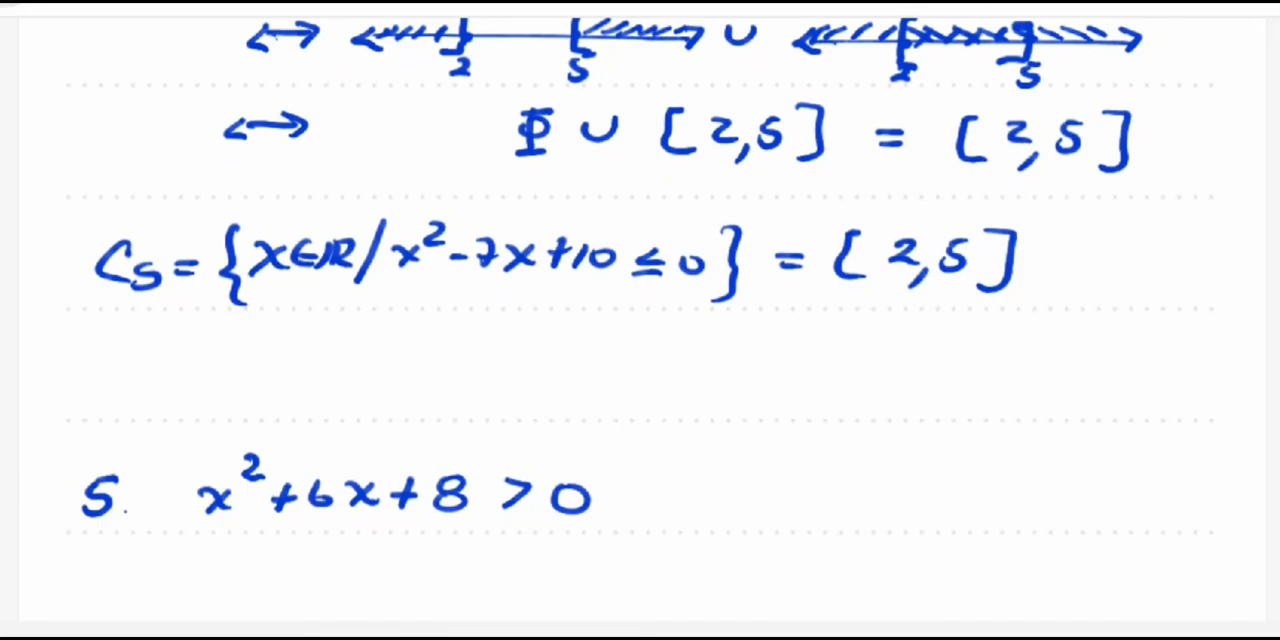 ↔ 2 5 ∪ 2 5
↔ Φ ∪ [2,5] = [2,5]
Cs = {x∈ℝ/x²-7x+10 ≤ 0} = [2,5]
5. x²+6x+8 > 0